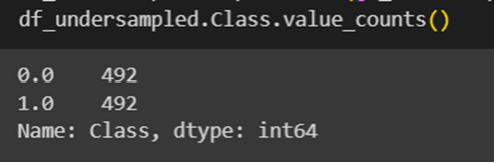 df_undersampled.Class.value_counts()
0.0    492
1.0    492
Name: Class, dtype: int64